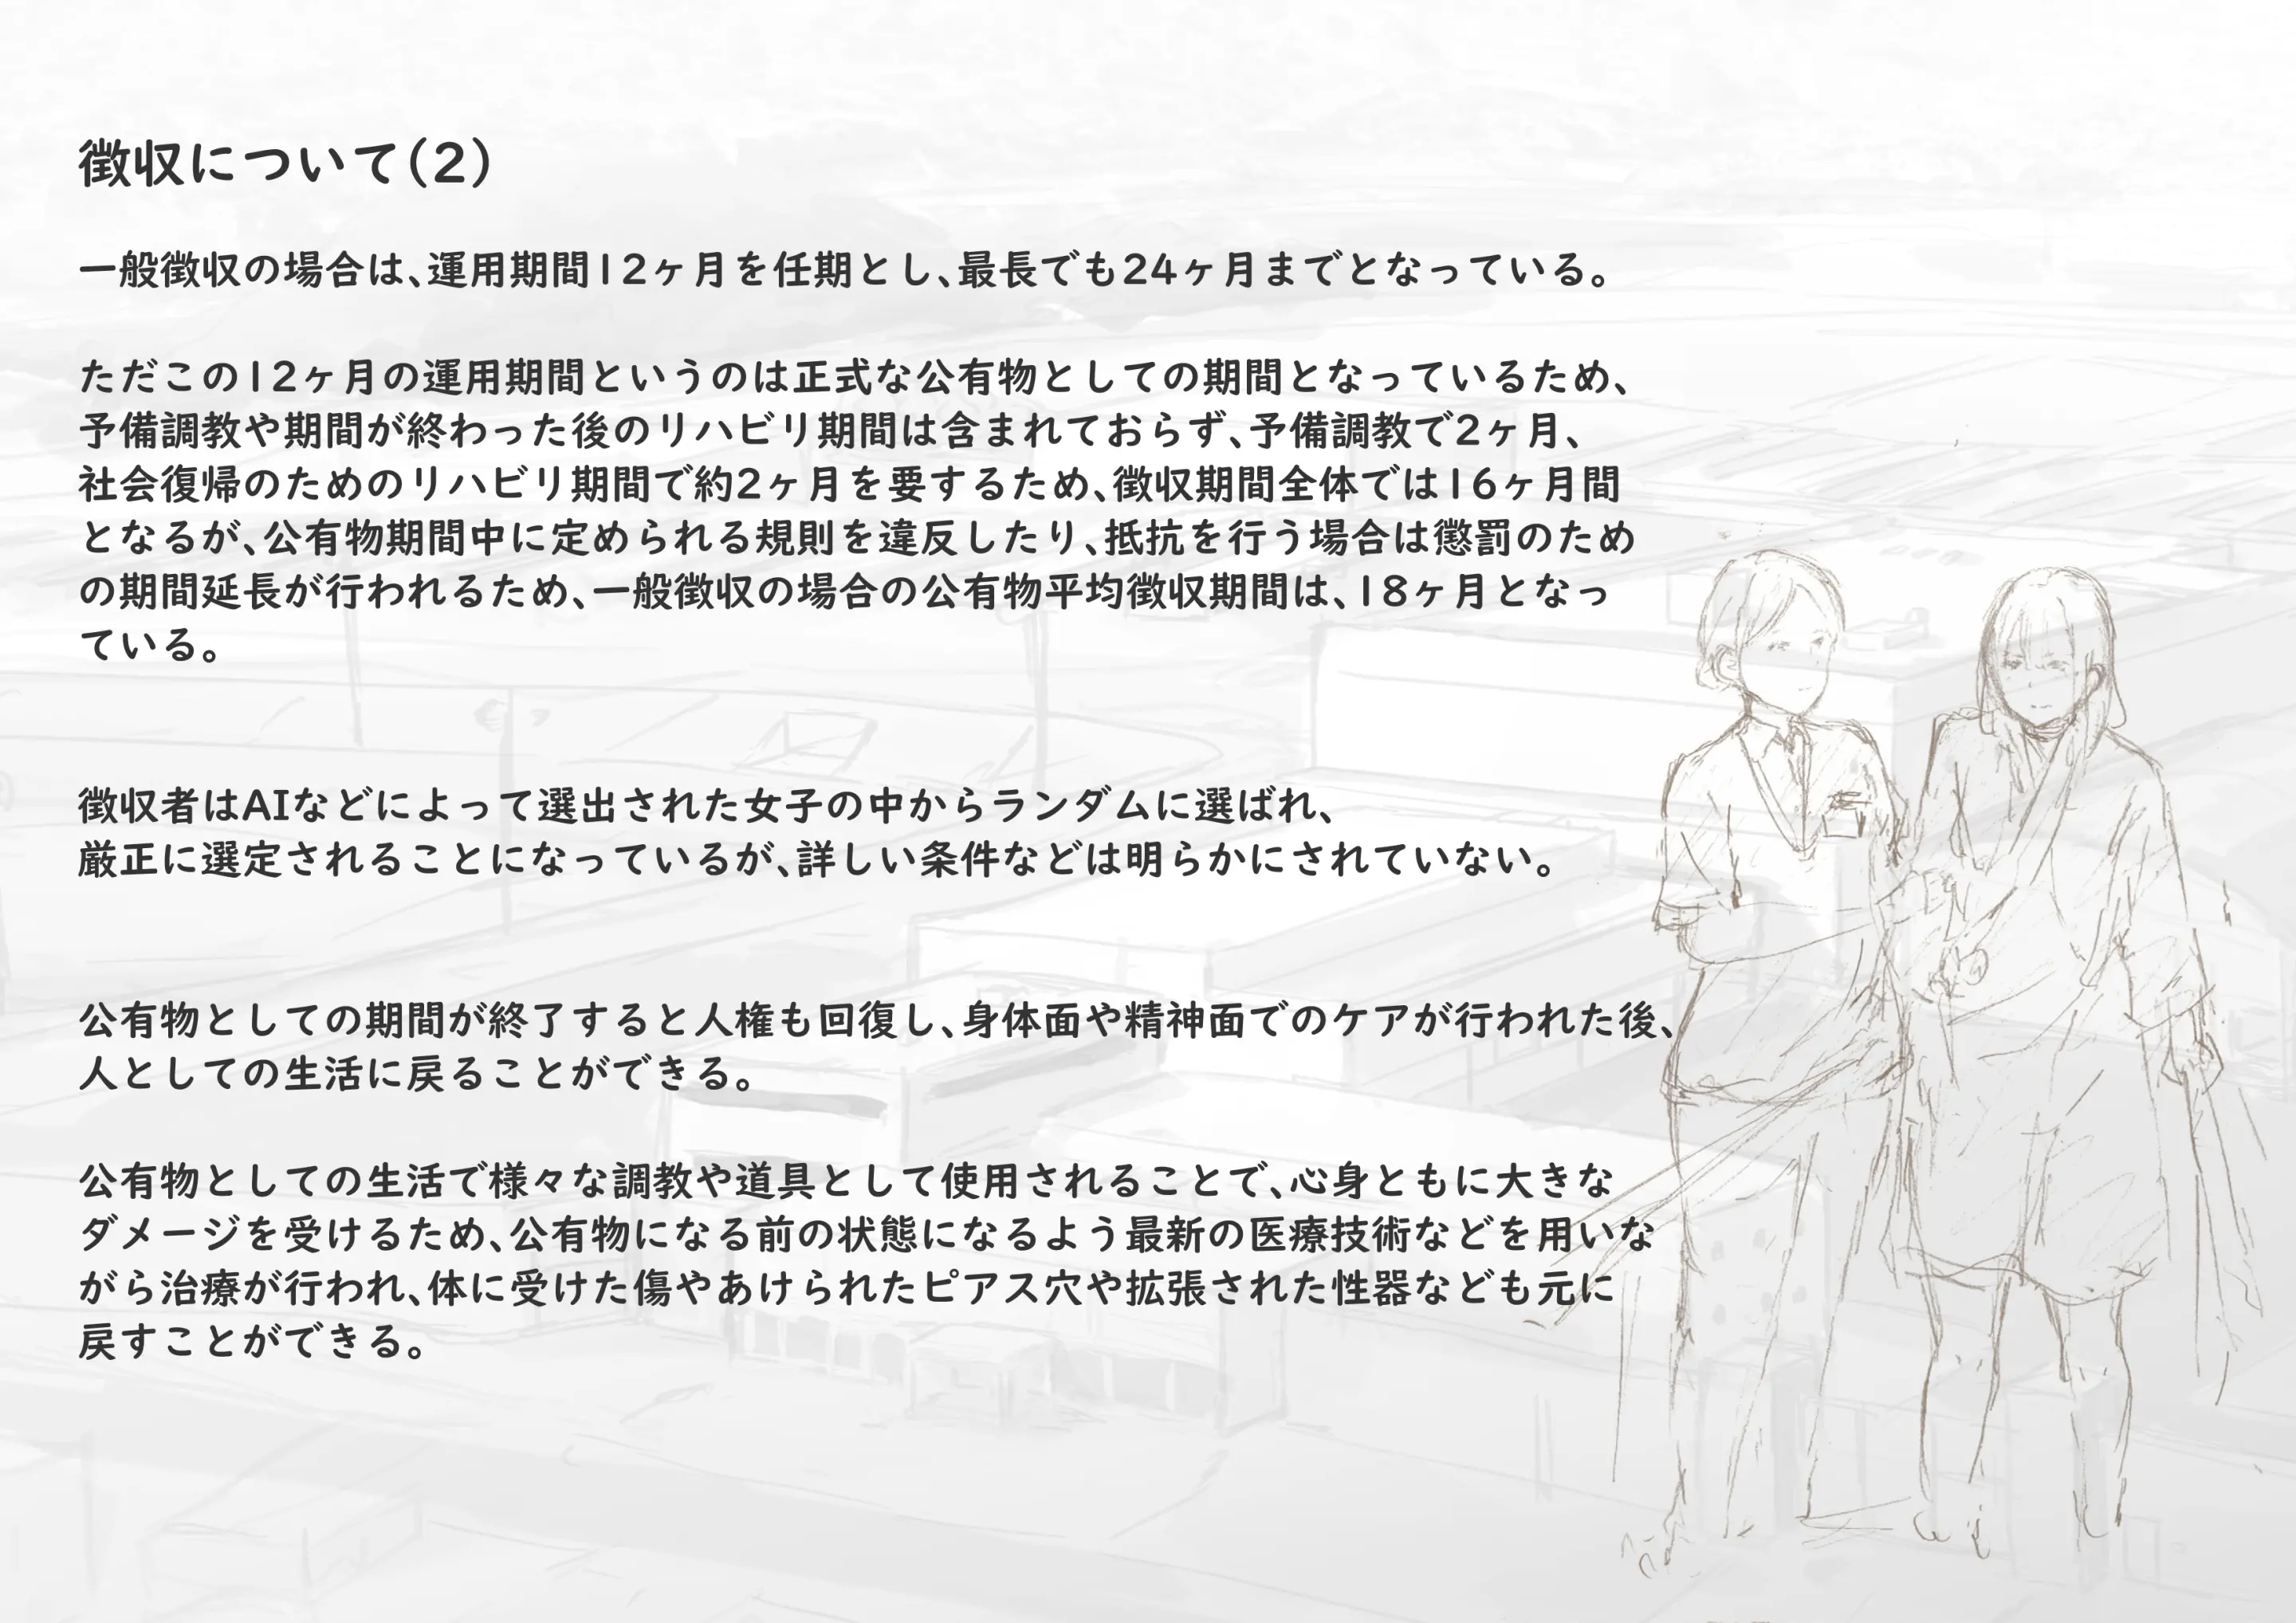 徴収について(2)
一般徴収の場合は、運用期間12ヶ月を任期とし、最長でも24ヶ月までとなっている。
ただこの12ヶ月の運用期間というのは正式な公有物としての期間となっているため、
予備調教や期間が終わった後のリハビリ期間は含まれておらず、予備調教で2ヶ月、
社会復帰のためのリハビリ期間で約2ヶ月を要するため、徴収期間全体では16ヶ月間
となるが、公有物期間中に定められる規則を違反したり、抵抗を行う場合は懲罰のため
の期間延長が行われるため、一般徴収の場合の公有物平均徴収期間は、18ヶ月となっ
ている。
徴収者はAIなどによって選出された女子の中からランダムに選ばれ、
厳正に選定されることになっているが、詳しい条件などは明らかにされていない。
公有物としての期間が終了すると人権も回復し、身体面や精神面でのケアが行われた後、
人としての生活に戻ることができる。
公有物としての生活で様々な調教や道具として使用されることで、心身ともに大きな
ダメージを受けるため、公有物になる前の状態になるよう最新の医療技術などを用いな
がら治療が行われ、体に受けた傷やあけられたピアス穴や拡張された性器なども元に
戻すことができる。